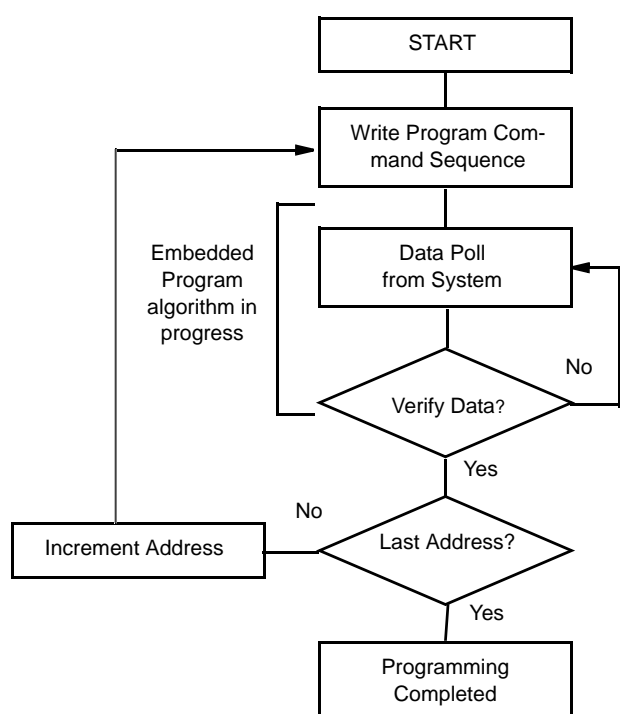 START
Write Program Com-
mand Sequence
Embedded
Program
algorithm in
progress
Data Poll
from System
No
Verify Data?
Yes
No
Increment Address
Last Address?
Yes
Programming
Completed